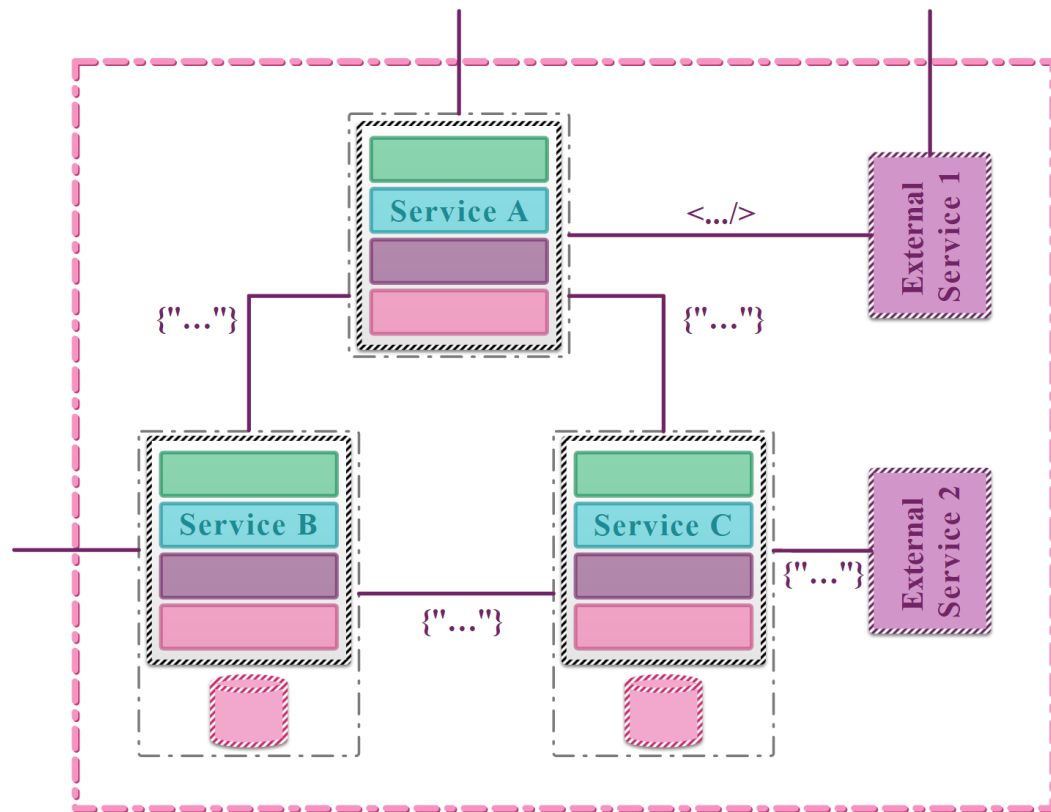 Service A
<.../>
External
Service 1
{"..."}
{"..."}
Service B
Service C
External
Service 2
{"..."}
{"..."}